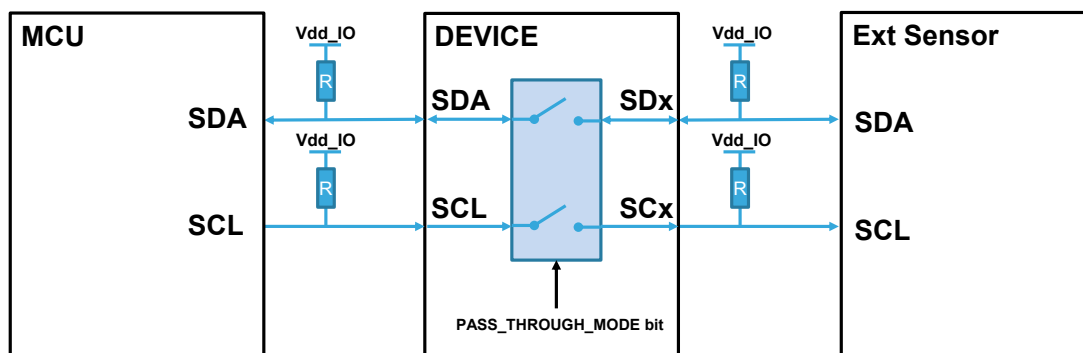 MCU
Vdd_IO
DEVICE
Vdd_IO
Ext Sensor
R
R
SDA
SDA
SDx
SDA
Vdd_IO
Vdd_IO
R
R
SCL
SCL
SCx
SCL
PASS_THROUGH_MODE bit